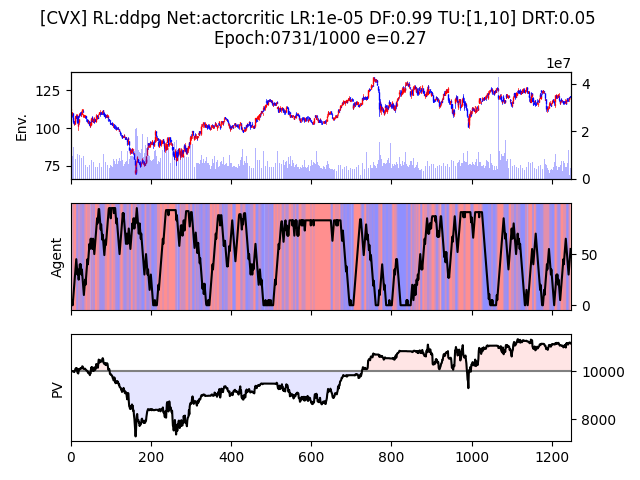 [CVX] RL:ddpg Net:actorcritic LR:1e-05 DF:0.99 TU:[1,10] DRT:0.05
Epoch:0731/1000 e=0.27
1e7
Env.
125
100
75
4
2
0
Agent
50
0
PV
10000
8000
0 200 400 600 800 1000 1200